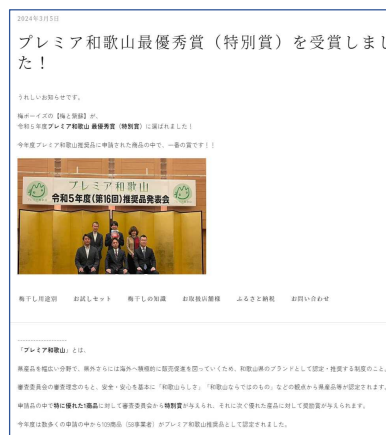 2024年3月5日
プレミア和歌山最優秀賞（特別賞）を受賞しまし
た！
うれしいお知らせです。
梅ボーイズの【梅と紫蘇】が、
令和５年度プレミア和歌山 最優秀賞（特別賞）に選ばれました！
今年度プレミア和歌山推奨品に申請された商品の中で、一番の賞です！！
プレミア和歌山
令和5年度(第16回)推奨品発表会
梅干し用途別 お試しセット 梅干しの知識 お取扱店舗様 ふるさと納税 お問い合わせ
「プレミア和歌山」とは、
県産品を幅広い分野で、県外さらには海外へ積極的に販売促進を図っていくため、和歌山県のブランドとして認定・推奨する制度のこと。
審査委員会の審査理念のもと、安全・安心を基本に「和歌山らしさ」「和歌山ならではのもの」などの観点から県産品等が認定されます。
申請品の中で特に優れた1商品に対して審査委員会から特別賞が与えられ、それに次ぐ優れた産品に対して奨励賞が与えられます。
今年度は数多くの申請の中から109商品（59事業者）がプレミア和歌山推奨品として認定されました。